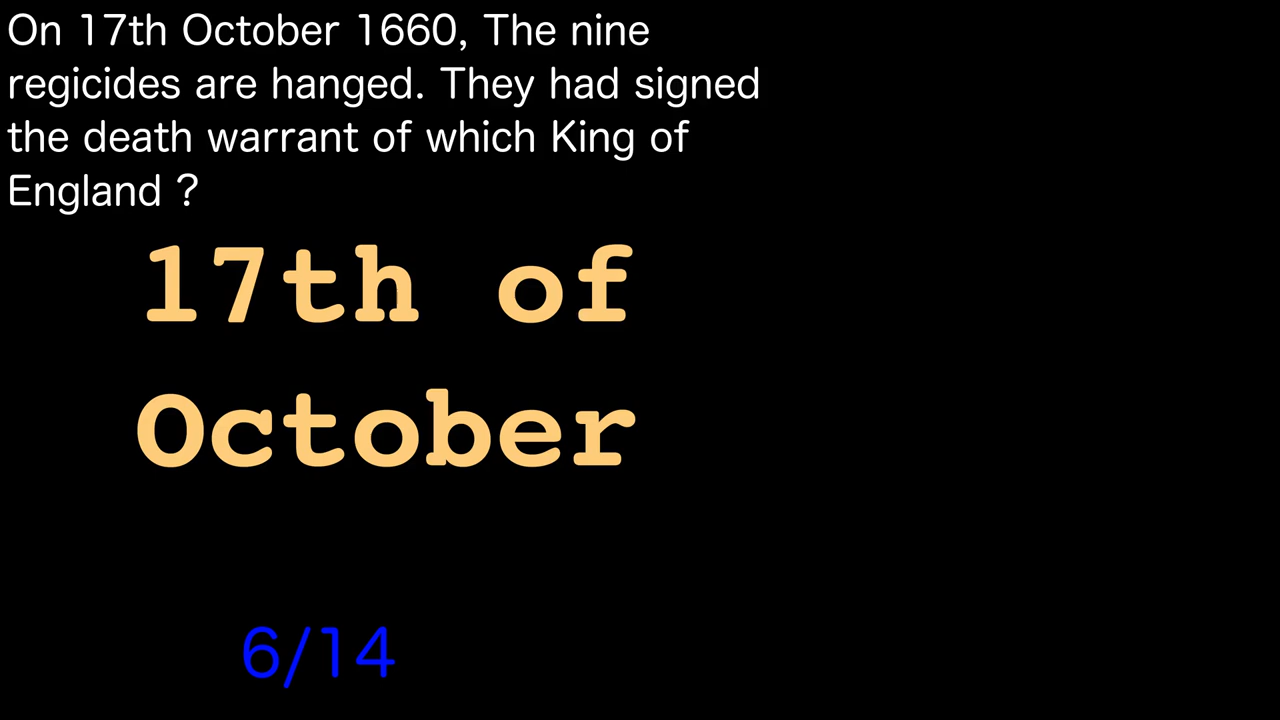 On 17th October 1660, The nine
regicides are hanged. They had signed
the death warrant of which King of
England ?
17th of
October
6/14